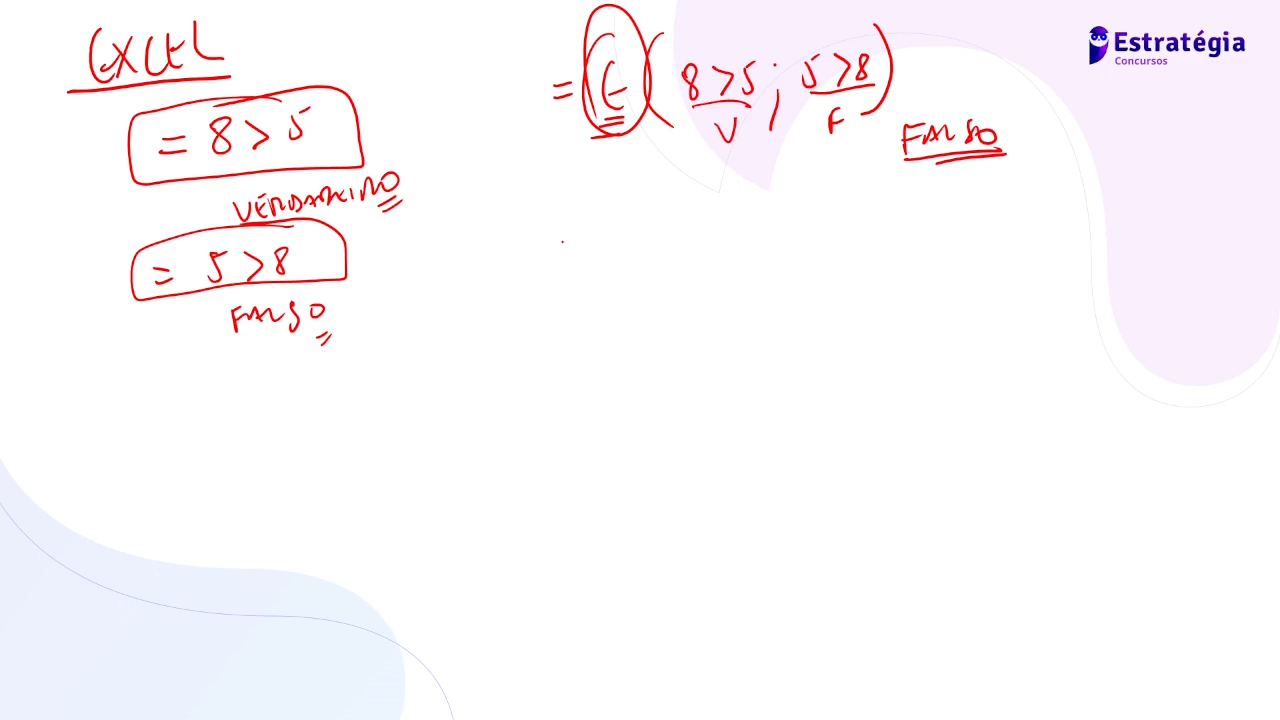 EXCEL
= 8 > 5
VERDADEIRO
= 5 > 8
FALSO
= E ( 8 > 5 ; 5 > 8 )
V F
FALSO
Estratégia
Concursos